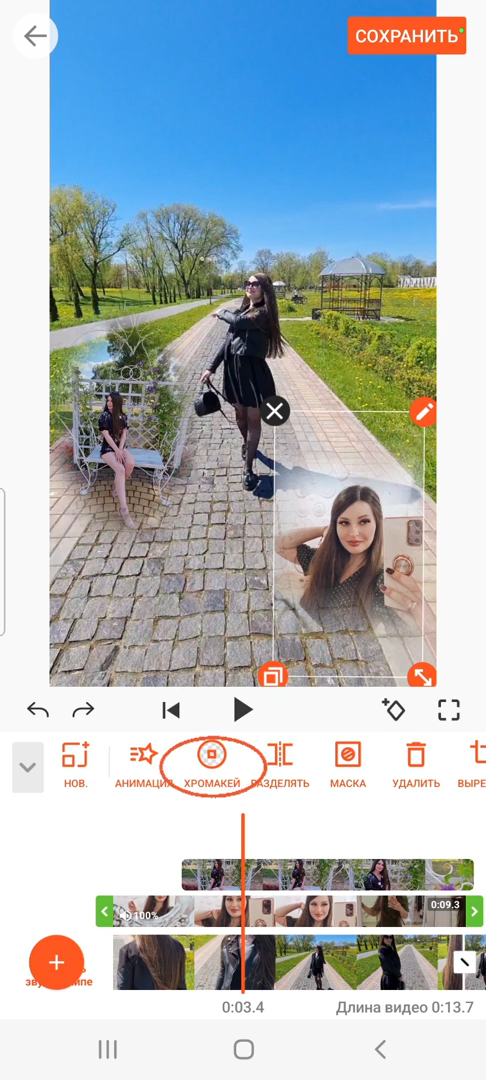 СОХРАНИТЬ
НОВ.
АНИМАЦИЯ
ХРОМАКЕЙ
РАЗДЕЛЯТЬ
МАСКА
УДАЛИТЬ
ВЫРЕ
0:09.3
100%
0:03.4
Длина видео 0:13.7